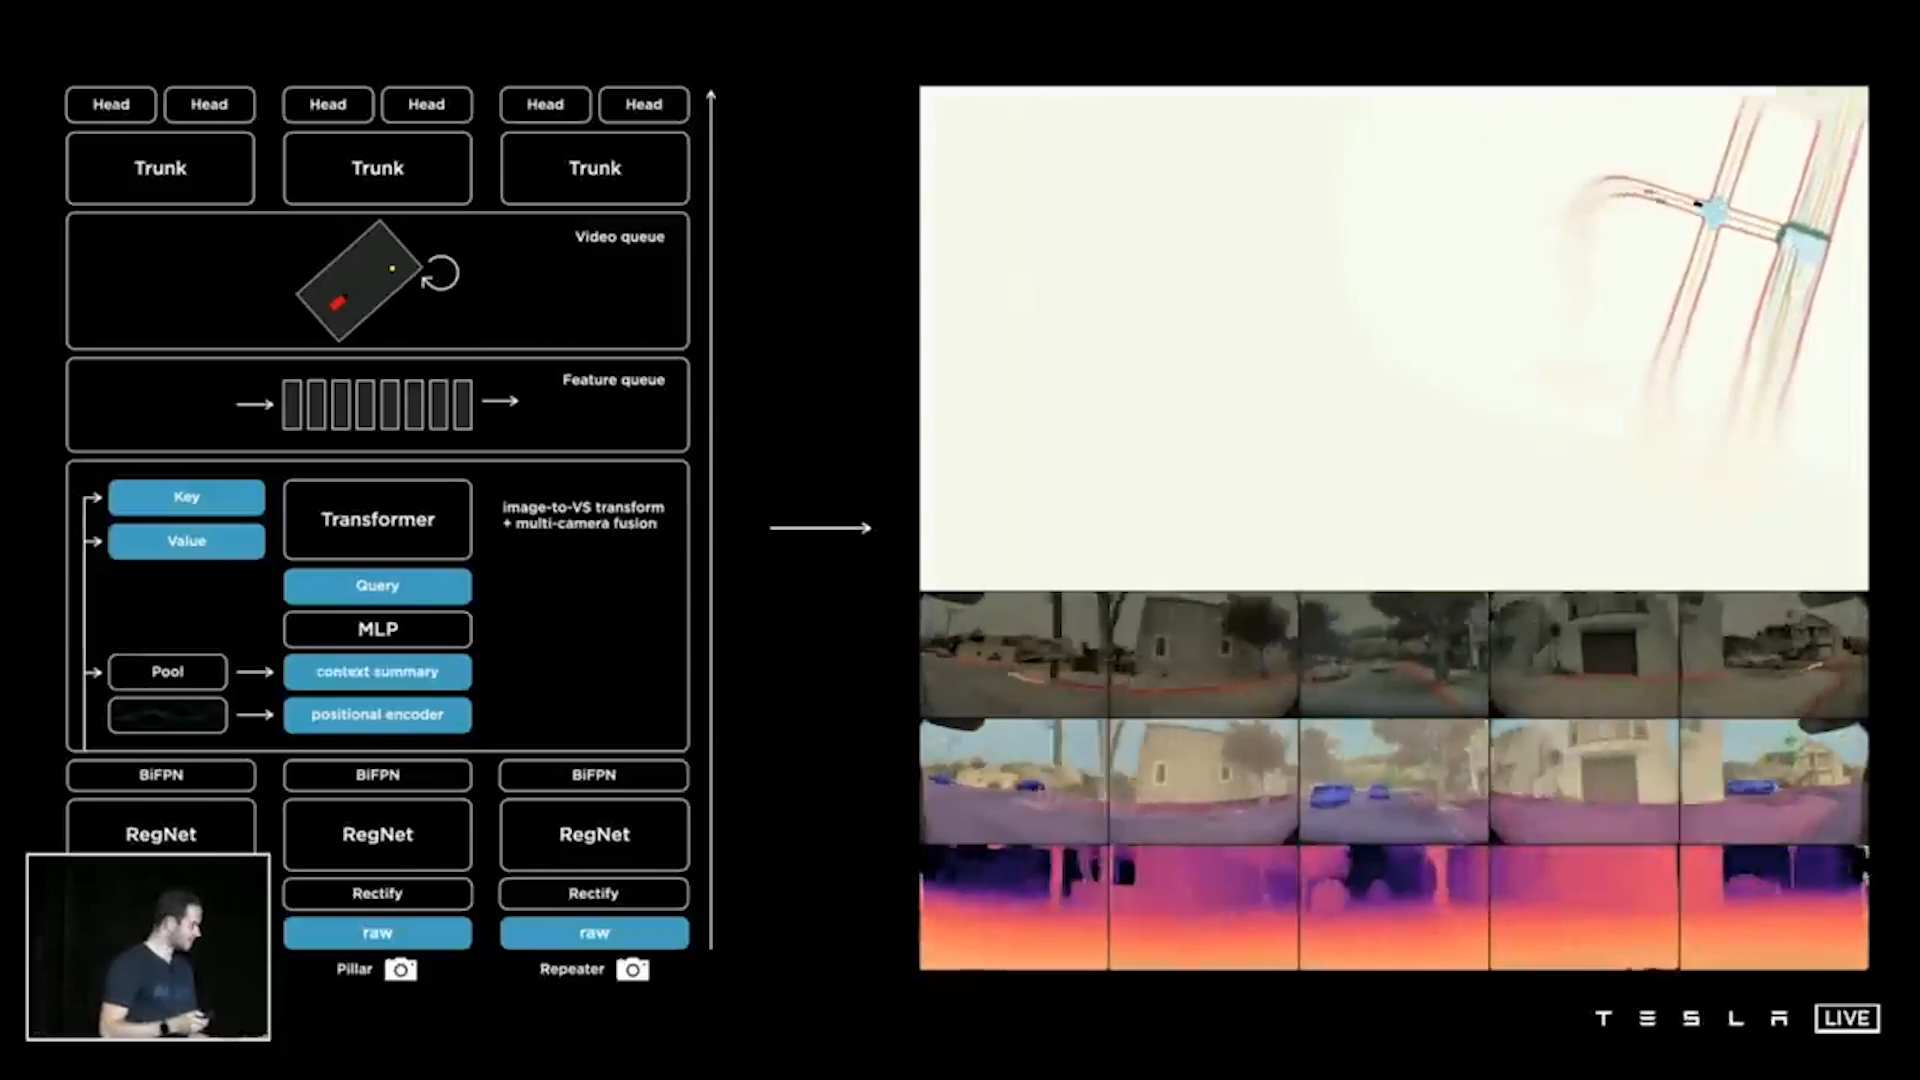 Head Head Head Head Head Head
Trunk Trunk Trunk
Video queue
Feature queue
Key
Value
Transformer
image-to-VS transform
+ multi-camera fusion
Query
MLP
Pool
context summary
positional encoder
BiFPN BiFPN BiFPN
RegNet RegNet RegNet
Rectify Rectify
raw raw
Pillar Repeater
TESLA LIVE